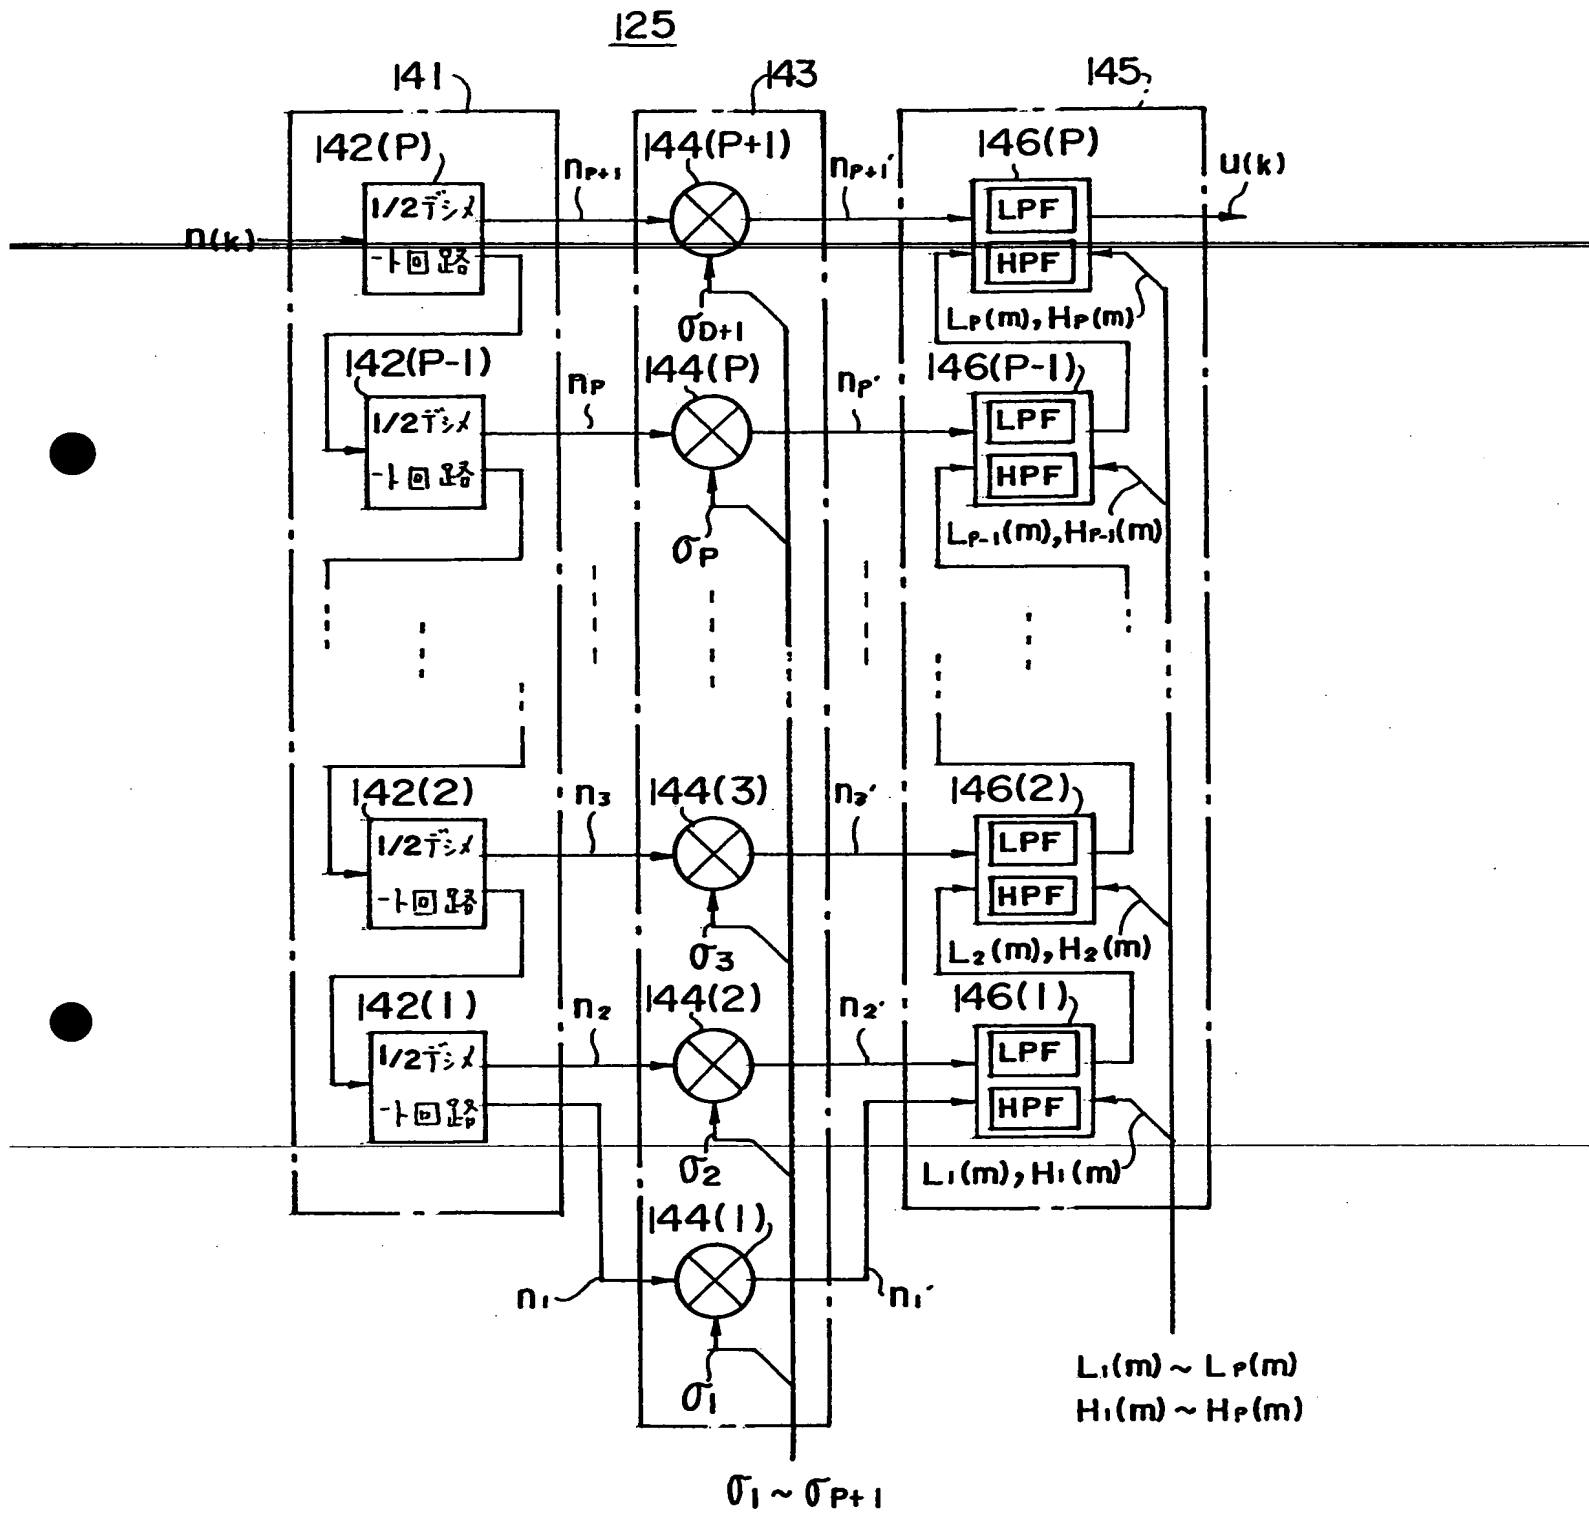 125
141
143
145
142(P)
nP+1
144(P+1)
nP+1'
146(P)
u(k)
1/2デシメ
ート回路
n(k)
LPF
HPF
σD+1
LP(m), HP(m)
142(P-1)
nP
144(P)
nP'
146(P-1)
1/2デシメ
ート回路
LPF
HPF
σP
LP-1(m), HP-1(m)
142(2)
n3
144(3)
n3'
146(2)
1/2デシメ
ート回路
LPF
HPF
σ3
L2(m), H2(m)
142(1)
n2
144(2)
n2'
146(1)
1/2デシメ
ート回路
LPF
HPF
σ2
L1(m), H1(m)
144(1)
n1
n1'
σ1
L1(m) ~ LP(m)
H1(m) ~ HP(m)
σ1 ~ σP+1